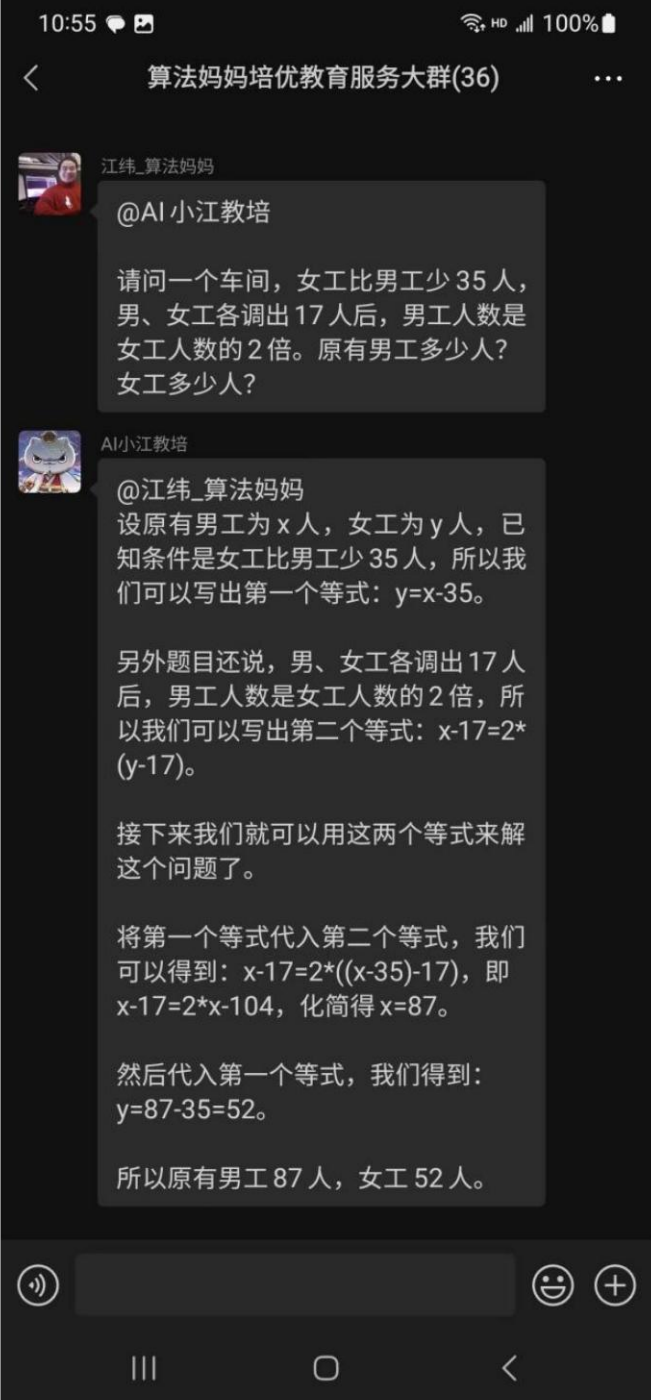 10:55 HD 100%
算法妈妈培优教育服务大群(36)
江纬_算法妈妈
@AI 小江教培
请问一个车间，女工比男工少 35 人，
男、女工各调出 17 人后，男工人数是
女工人数的 2 倍。原有男工多少人？
女工多少人？
AI小江教培
@江纬_算法妈妈
设原有男工为 x 人，女工为 y 人，已
知条件是女工比男工少 35 人，所以我
们可以写出第一个等式：y=x-35。
另外题目还说，男、女工各调出 17 人
后，男工人数是女工人数的 2 倍，所
以我们可以写出第二个等式：x-17=2*
(y-17)。
接下来我们就可以用这两个等式来解
这个问题了。
将第一个等式代入第二个等式，我们
可以得到：x-17=2*((x-35)-17)，即
x-17=2*x-104，化简得 x=87。
然后代入第一个等式，我们得到：
y=87-35=52。
所以原有男工 87 人，女工 52 人。